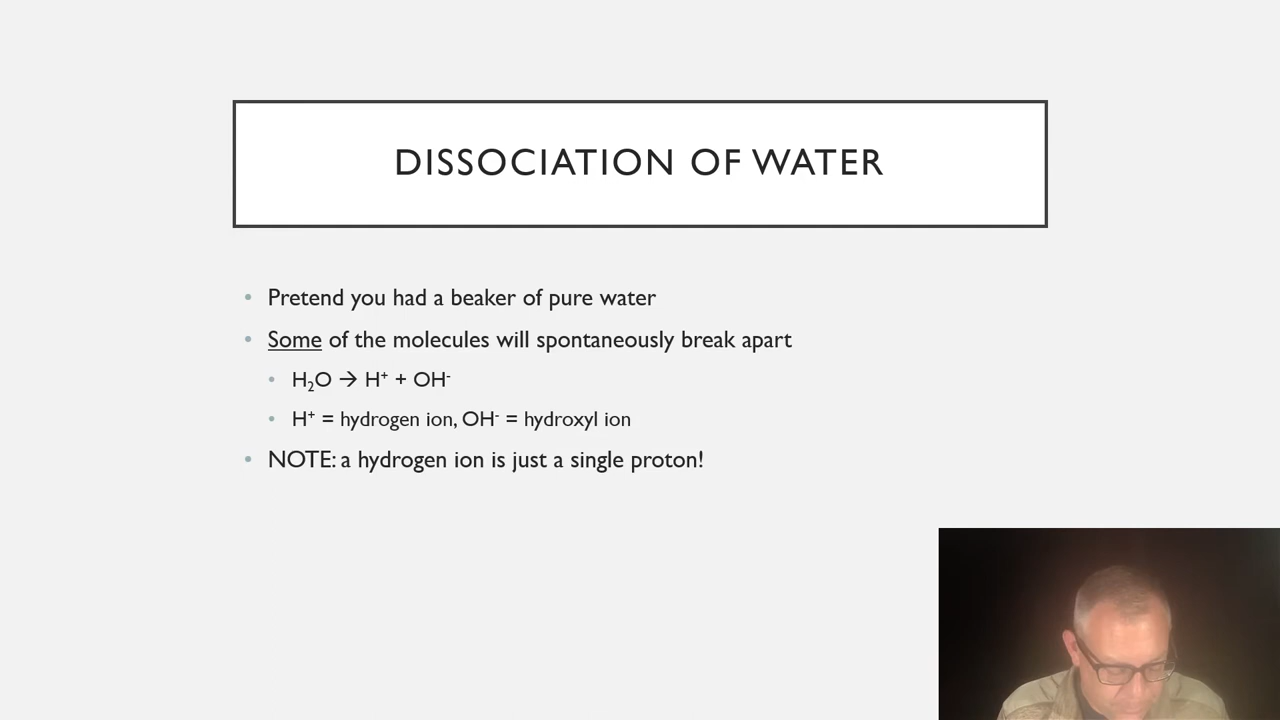 DISSOCIATION OF WATER
• Pretend you had a beaker of pure water
• Some of the molecules will spontaneously break apart
• H₂O → H⁺ + OH⁻
• H⁺ = hydrogen ion, OH⁻ = hydroxyl ion
• NOTE: a hydrogen ion is just a single proton!